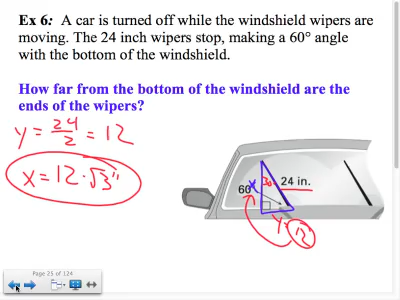 Ex 6: A car is turned off while the windshield wipers are
moving. The 24 inch wipers stop, making a 60° angle
with the bottom of the windshield.
How far from the bottom of the windshield are the
ends of the wipers?
y = 24/2 = 12
x = 12 · √3"
x
30
60
24 in.
y = 12
Page 25 of 124